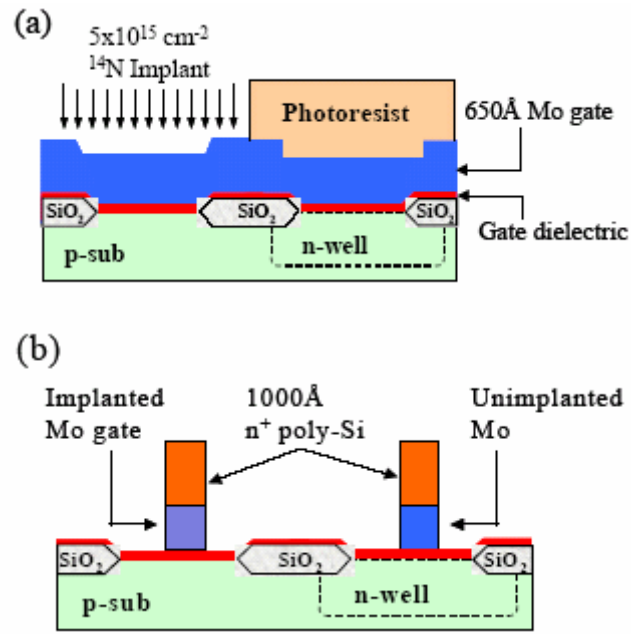 (a)
5x10¹⁵ cm⁻²
¹⁴N Implant
Photoresist
650Å Mo gate
SiO₂
SiO₂
SiO₂
Gate dielectric
p-sub
n-well
(b)
Implanted
Mo gate
1000Å
n⁺ poly-Si
Unimplanted
Mo
SiO₂
SiO₂
SiO₂
p-sub
n-well